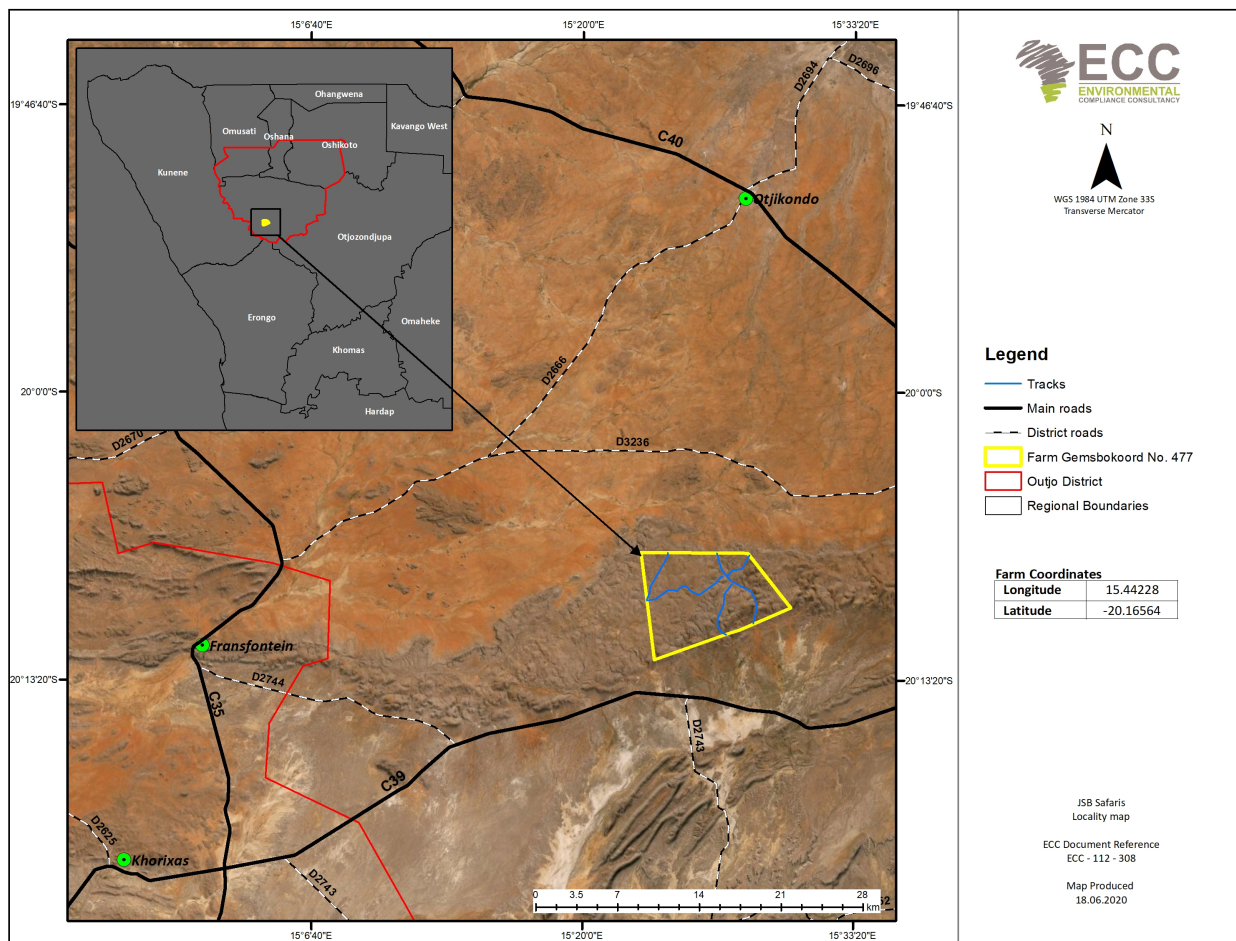 15°6'40"E
15°20'0"E
15°33'20"E
19°46'40"S
19°46'40"S
20°0'0"S
20°0'0"S
20°13'20"S
20°13'20"S
15°6'40"E
15°20'0"E
15°33'20"E
Ohangwena
Omusati
Oshana
Oshikoto
Kavango West
Kunene
Otjozondjupa
Erongo
Omaheke
Khomas
Hardap
D2694
D2696
C40
Otjikondo
D2666
D2670
D3236
Fransfontein
D2744
C35
C39
D2743
D2625
Khorixas
D2743
0 3.5 7 14 21 28
km
ECC
ENVIRONMENTAL
COMPLIANCE CONSULTANCY
N
WGS 1984 UTM Zone 33S
Transverse Mercator
Legend
Tracks
Main roads
District roads
Farm Gemsbokoord No. 477
Outjo District
Regional Boundaries
Farm Coordinates
Longitude 15.44228
Latitude -20.16564
JSB Safaris
Locality map
ECC Document Reference
ECC - 112 - 308
Map Produced
18.06.2020